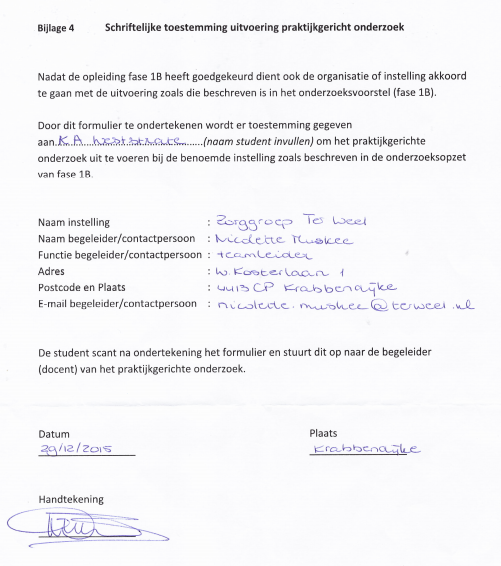 Bijlage 4 Schriftelijke toestemming uitvoering praktijkgericht onderzoek
Nadat de opleiding fase 1B heeft goedgekeurd dient ook de organisatie of instelling akkoord
te gaan met de uitvoering zoals die beschreven is in het onderzoeksvoorstel (fase 1B).
Door dit formulier te ondertekenen wordt er toestemming gegeven
aan K.A (naam student invullen) om het praktijkgerichte
onderzoek uit te voeren bij de benoemde instelling zoals beschreven in de onderzoeksopzet
van fase 1B.
Naam instelling : Zorggroep Ter Weel
Naam begeleider/contactpersoon : Nicolette Muskee
Functie begeleider/contactpersoon : teamleider
Adres : W. Kosterlaan 1
Postcode en Plaats : 4413 CP Krabbendijke
E-mail begeleider/contactpersoon : nicolette.muskee@terweel.nl
De student scant na ondertekening het formulier en stuurt dit op naar de begeleider
(docent) van het praktijkgerichte onderzoek.
Datum Plaats
29/12/2015 Krabbendijke
Handtekening